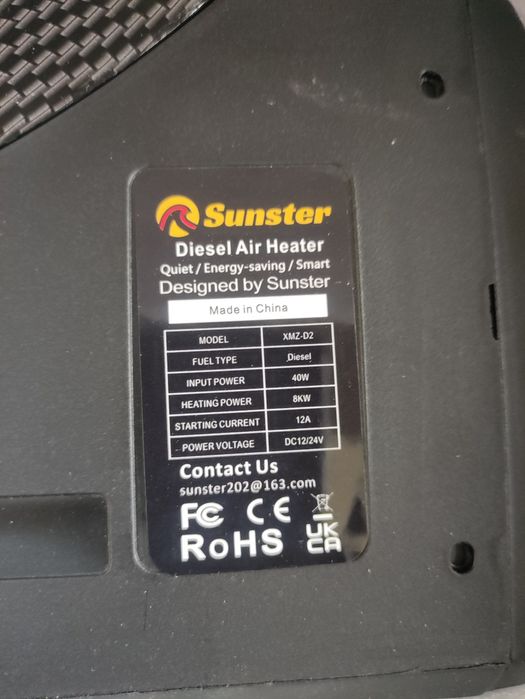 Sunster
Diesel Air Heater
Quiet / Energy-saving / Smart
Designed by Sunster
Made in China
MODEL XMZ-D2
FUEL TYPE Diesel
INPUT POWER 40W
HEATING POWER 8KW
STARTING CURRENT 12A
POWER VOLTAGE DC12/24V
Contact Us
sunster202@163.com
FC CE
RoHS UK CA